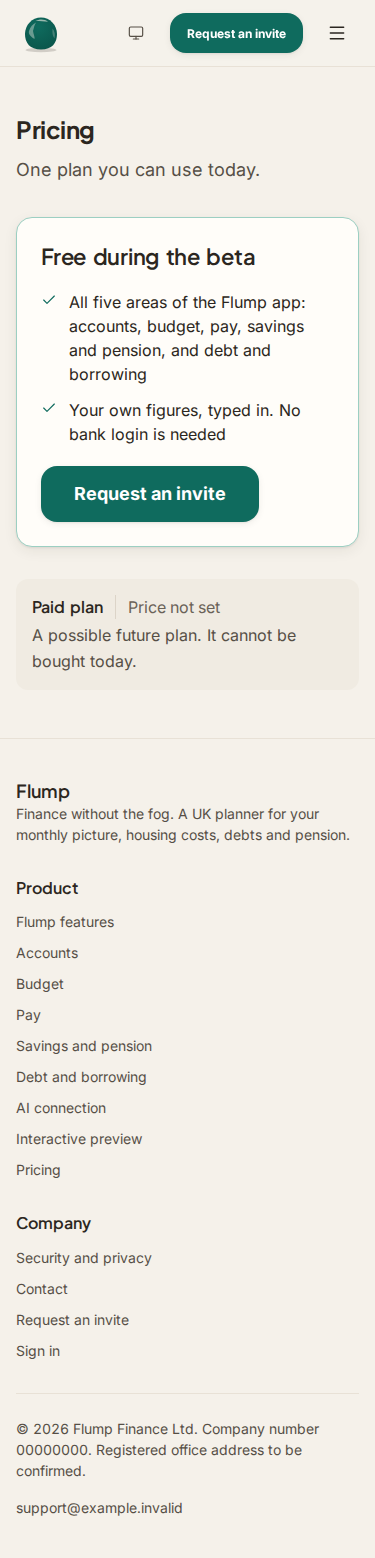 Request an invite
Pricing
One plan you can use today.
Free during the beta
All five areas of the Flump app:
accounts, budget, pay, savings
and pension, and debt and
borrowing
Your own figures, typed in. No
bank login is needed
Request an invite
Paid plan
Price not set
A possible future plan. It cannot be
bought today.
Flump
Finance without the fog. A UK planner for your
monthly picture, housing costs, debts and pension.
Product
Flump features
Accounts
Budget
Pay
Savings and pension
Debt and borrowing
AI connection
Interactive preview
Pricing
Company
Security and privacy
Contact
Request an invite
Sign in
© 2026 Flump Finance Ltd. Company number
00000000. Registered office address to be
confirmed.
support@example.invalid